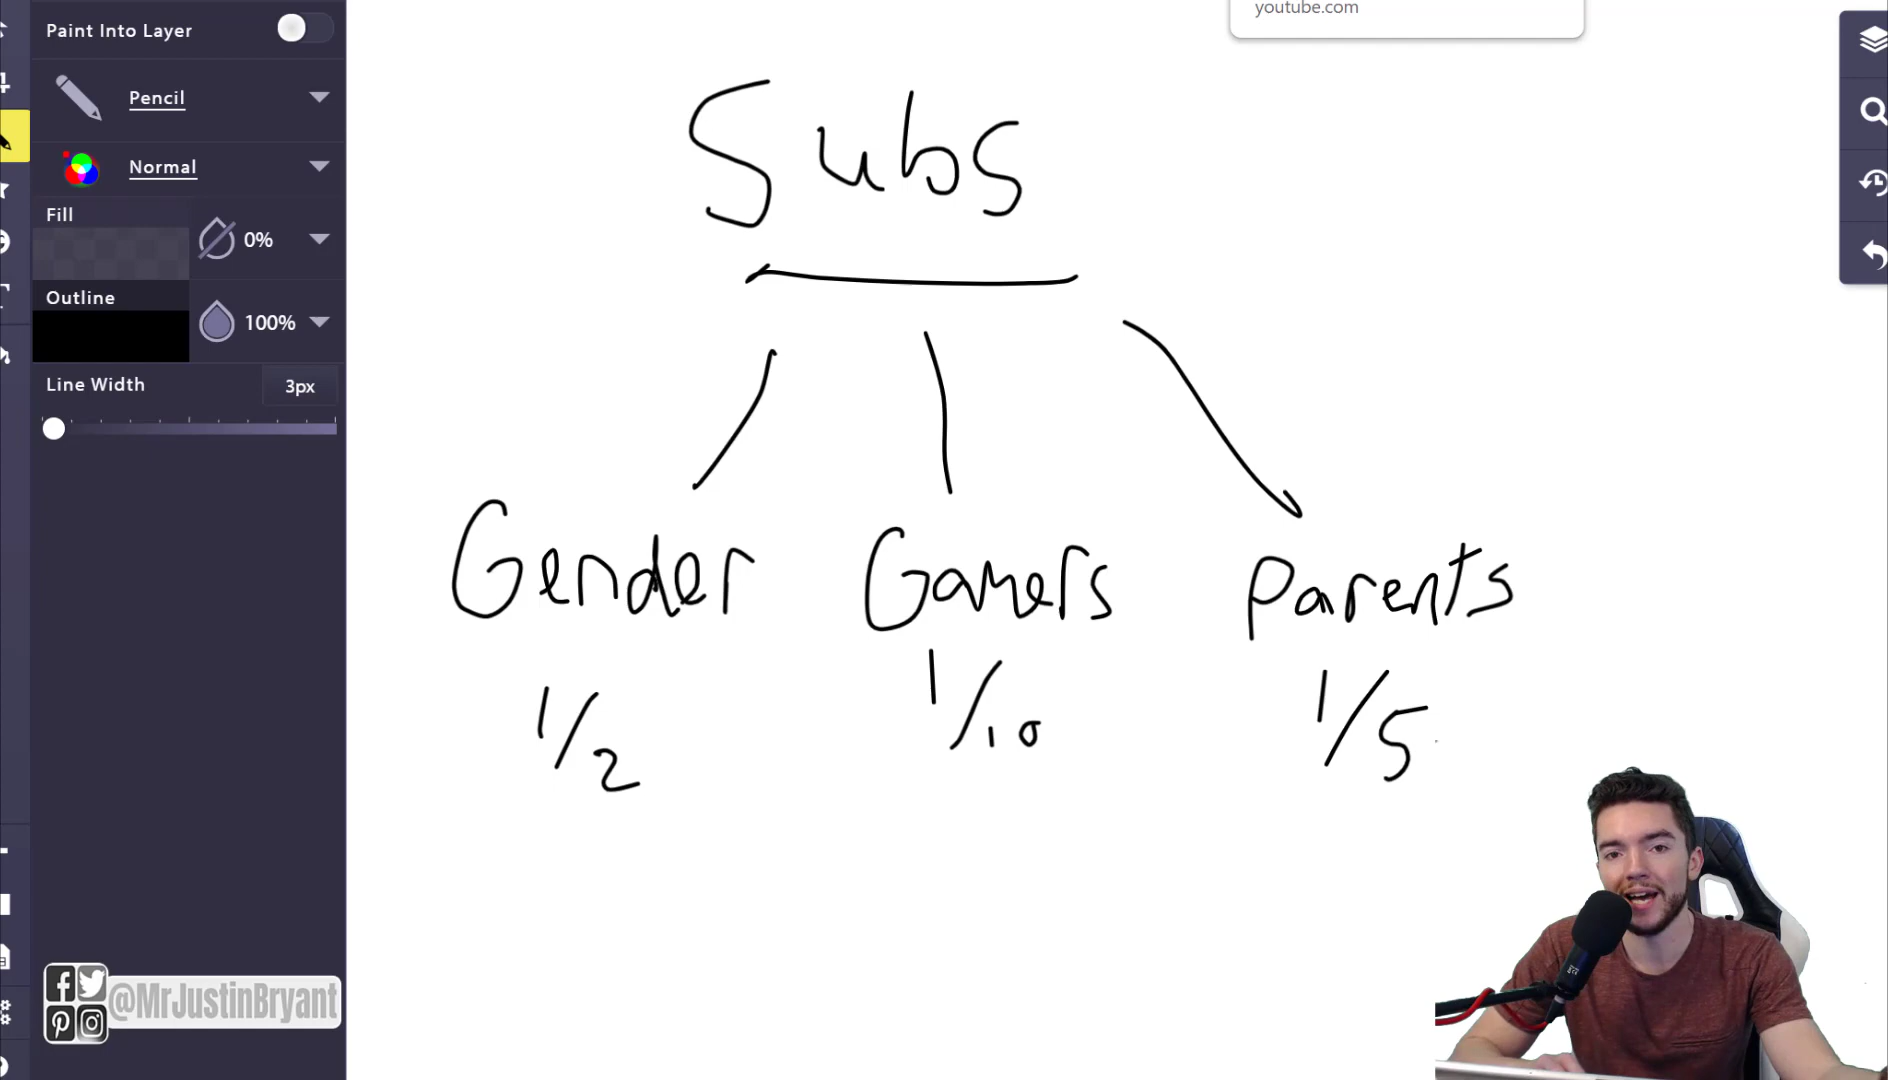 youtube.com
Paint Into Layer
Pencil
Normal
Fill
0%
Outline
100%
Line Width
3px
Subs
Gender Gamers Parents
1/2 1/10 1/5
@MrJustinBryant